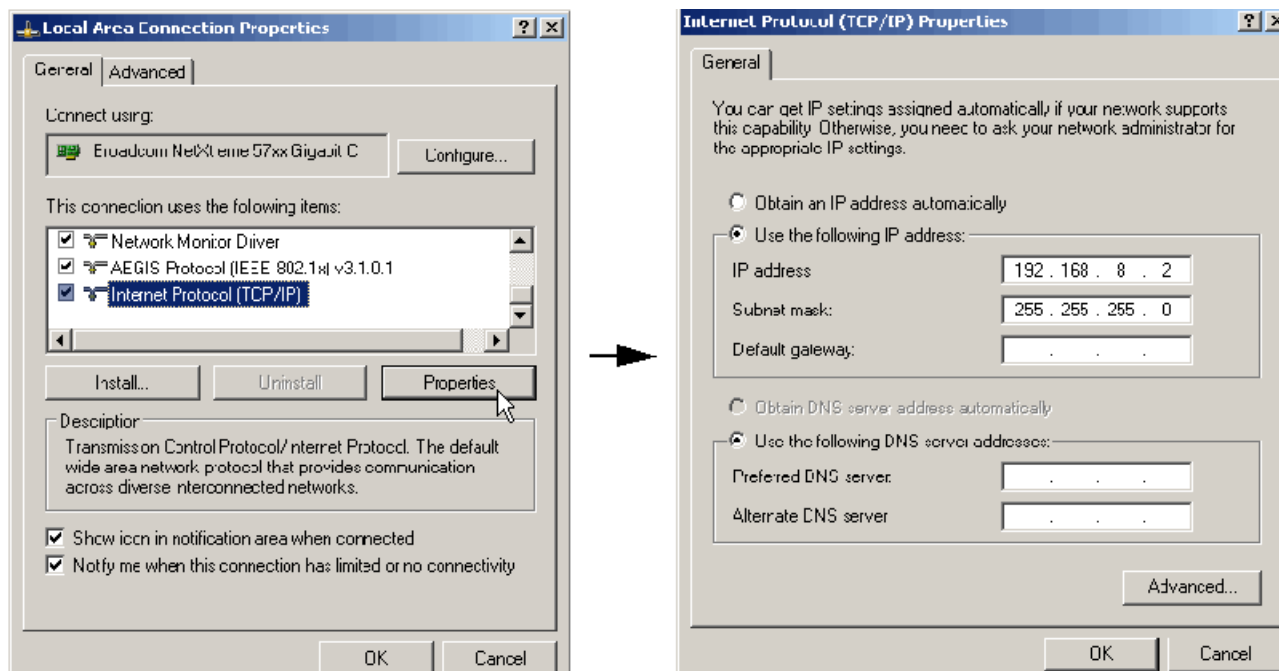 Local Area Connection Properties
General
Advanced
Connect using:
Broadcom NetXtreme 57xx Gigabit C
Configure...
This connection uses the following items:
Network Monitor Driver
AEGIS Protocol (IEEE 802.1x) v3.1.0.1
Internet Protocol (TCP/IP)
Install...
Uninstall
Properties
Description
Transmission Control Protocol/Internet Protocol. The default
wide area network protocol that provides communication
across diverse interconnected networks.
Show icon in notification area when connected
Notify me when this connection has limited or no connectivity
OK
Cancel
Internet Protocol (TCP/IP) Properties
General
You can get IP settings assigned automatically if your network supports
this capability. Otherwise, you need to ask your network administrator for
the appropriate IP settings.
Obtain an IP address automatically
Use the following IP address:
IP address
192 . 168 . 8 . 2
Subnet mask:
255 . 255 . 255 . 0
Default gateway:
. . .
Obtain DNS server address automatically
Use the following DNS server addresses:
Preferred DNS server:
. . .
Alternate DNS server
. . .
Advanced...
OK
Cancel